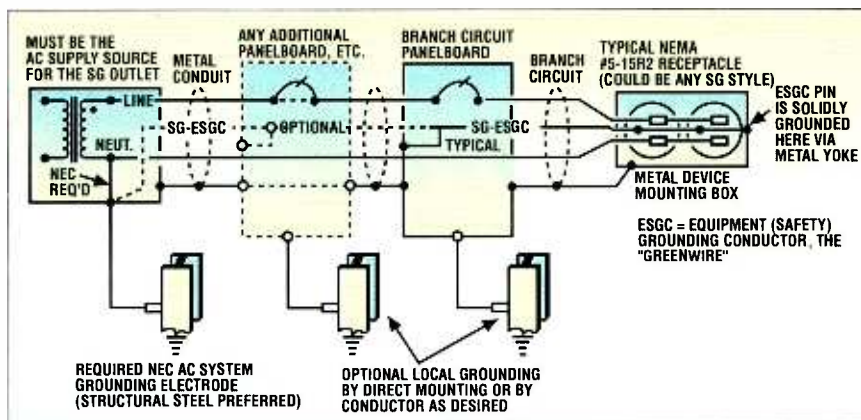 MUST BE THE
AC SUPPLY SOURCE
FOR THE SG OUTLET
METAL
CONDUIT
ANY ADDITIONAL
PANELBOARD, ETC.
BRANCH CIRCUIT
PANELBOARD
BRANCH
CIRCUIT
TYPICAL NEMA
#5-15R2 RECEPTACLE
(COULD BE ANY SG STYLE)
ESGC PIN
IS SOLIDLY
GROUNDED
HERE VIA
METAL YOKE
LINE
SG-ESGC
OPTIONAL
SG-ESGC
TYPICAL
NEUT.
NEC
REQ'D
METAL DEVICE
MOUNTING BOX
ESGC = EQUIPMENT (SAFETY)
GROUNDING CONDUCTOR, THE
"GREENWIRE"
REQUIRED NEC AC SYSTEM
GROUNDING ELECTRODE
(STRUCTURAL STEEL PREFERRED)
OPTIONAL LOCAL GROUNDING
BY DIRECT MOUNTING OR BY
CONDUCTOR AS DESIRED